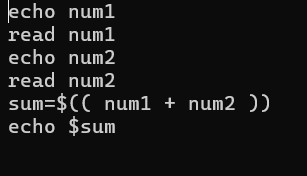 echo num1
read num1
echo num2
read num2
sum=$(( num1 + num2 ))
echo $sum